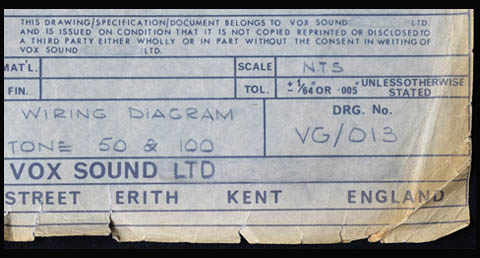 THIS DRAWING/SPECIFICATION/DOCUMENT BELONGS TO VOX SOUND LTD.
AND IS ISSUED ON CONDITION THAT IT IS NOT COPIED REPRINTED OR DISCLOSED TO
A THIRD PARTY EITHER WHOLLY OR IN PART WITHOUT THE CONSENT IN WRITING OF
VOX SOUND LTD.
MAT'L. SCALE N.T.S
FIN. TOL. ± 1/64" OR .005" UNLESS OTHERWISE STATED
WIRING DIAGRAM DRG. No.
TONE 50 & 100 VG/013
VOX SOUND LTD
STREET ERITH KENT ENGLAND